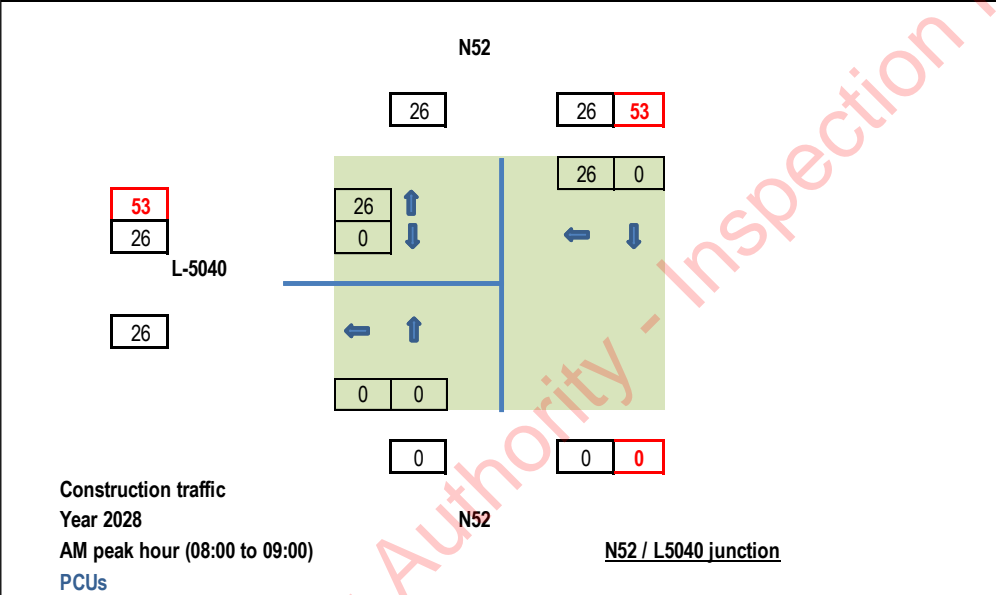 N52
26
26 53
26 0
53
26
26
0
L-5040
26
0 0
0
0 0
Construction traffic
Year 2028
N52
AM peak hour (08:00 to 09:00)
N52 / L5040 junction
PCUs
Authority - Inspection